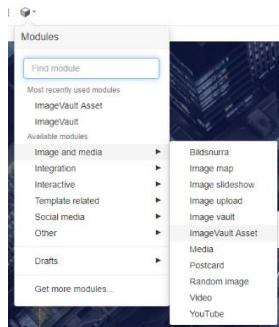 Modules
Find module
Most recently used modules
ImageVault Asset
ImageVault
Available modules
Image and media
Integration
Interactive
Template related
Social media
Other
Drafts
Get more modules...
Bildsnurra
Image map
Image slideshow
Image upload
Image vault
ImageVault Asset
Media
Postcard
Random image
Video
YouTube